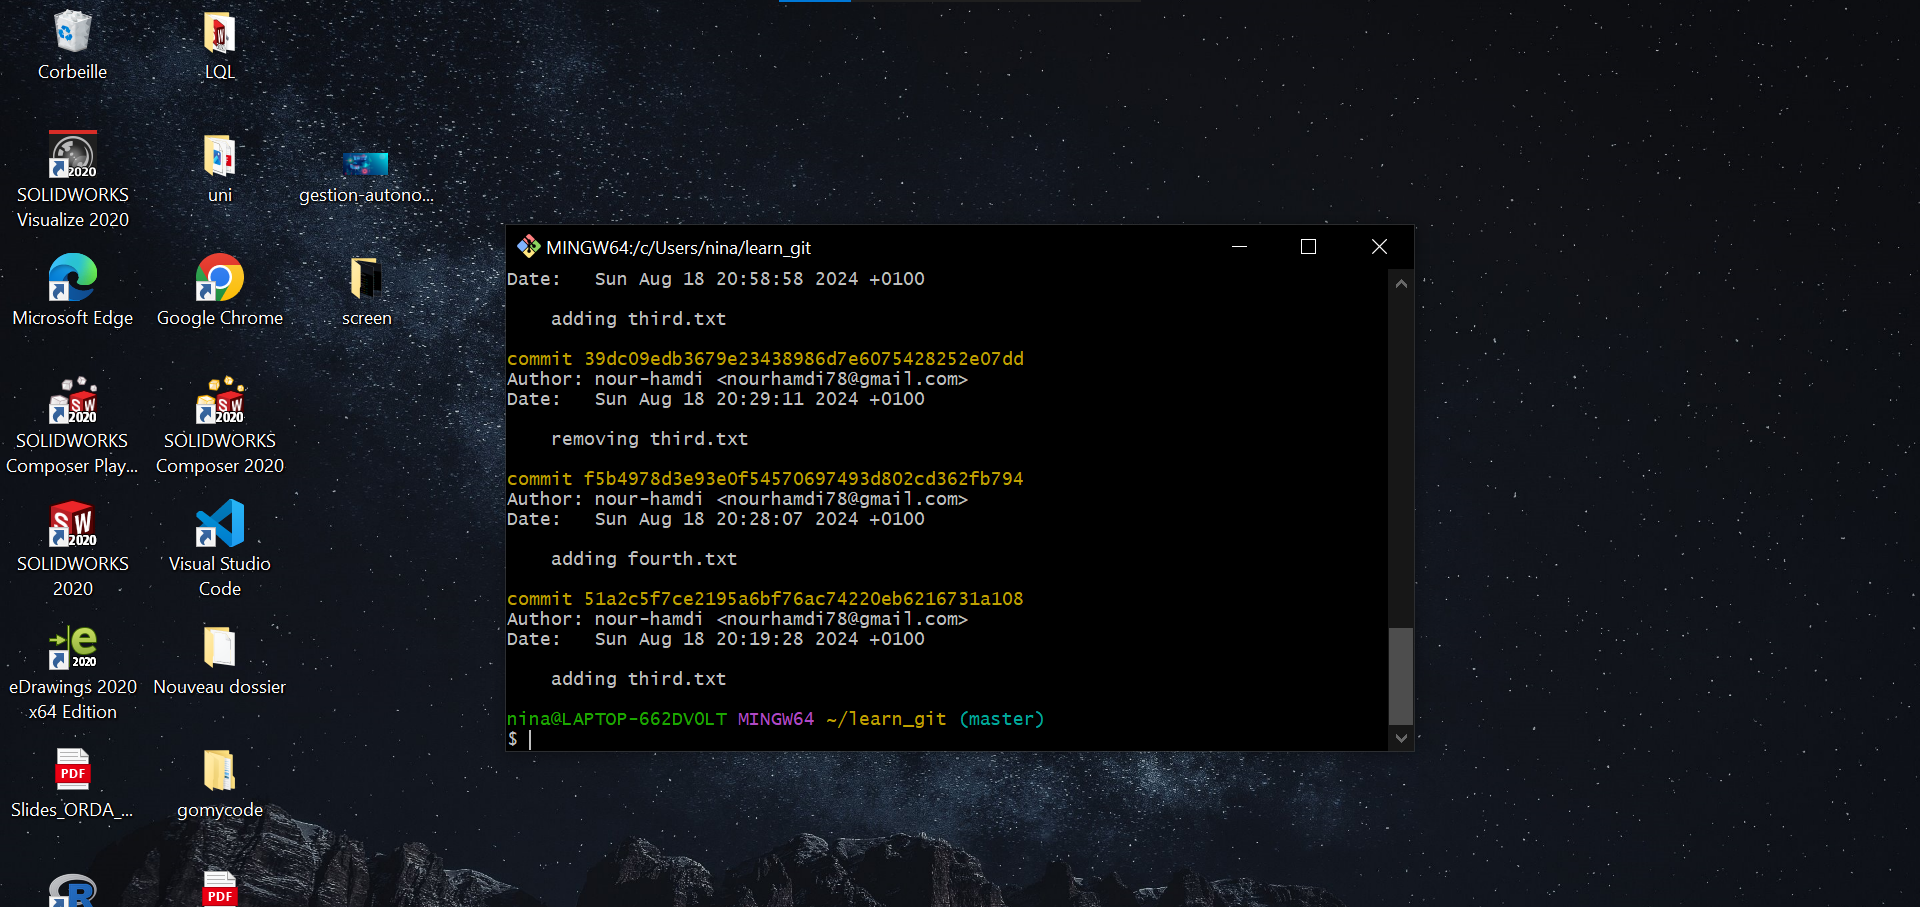 Corbeille
LQL
SOLIDWORKS
Visualize 2020
uni
gestion-autono...
Microsoft Edge
Google Chrome
screen
SOLIDWORKS
Composer Play...
SOLIDWORKS
Composer 2020
SOLIDWORKS
2020
Visual Studio
Code
eDrawings 2020
x64 Edition
Nouveau dossier
PDF
Slides_ORDA_...
gomycode
PDF
MINGW64:/c/Users/nina/learn_git
Date:   Sun Aug 18 20:58:58 2024 +0100
adding third.txt
commit 39dc09edb3679e23438986d7e6075428252e07dd
Author: nour-hamdi <nourhamdi78@gmail.com>
Date:   Sun Aug 18 20:29:11 2024 +0100
removing third.txt
commit f5b4978d3e93e0f54570697493d802cd362fb794
Author: nour-hamdi <nourhamdi78@gmail.com>
Date:   Sun Aug 18 20:28:07 2024 +0100
adding fourth.txt
commit 51a2c5f7ce2195a6bf76ac74220eb6216731a108
Author: nour-hamdi <nourhamdi78@gmail.com>
Date:   Sun Aug 18 20:19:28 2024 +0100
adding third.txt
nina@LAPTOP-662DVOLT MINGW64 ~/learn_git (master)
$